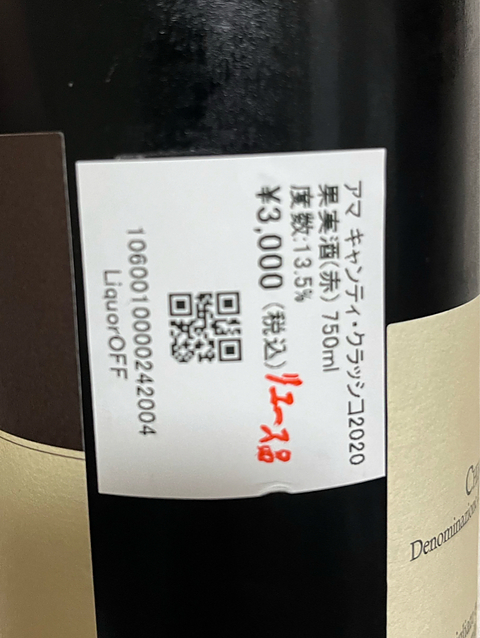 アマ キャンティ・クラッシコ2020
果実酒(赤) 750ml
度数:13.5%
¥3,000 (税込)
リユース品
1060010000242004
LiquorOFF
Denominazione